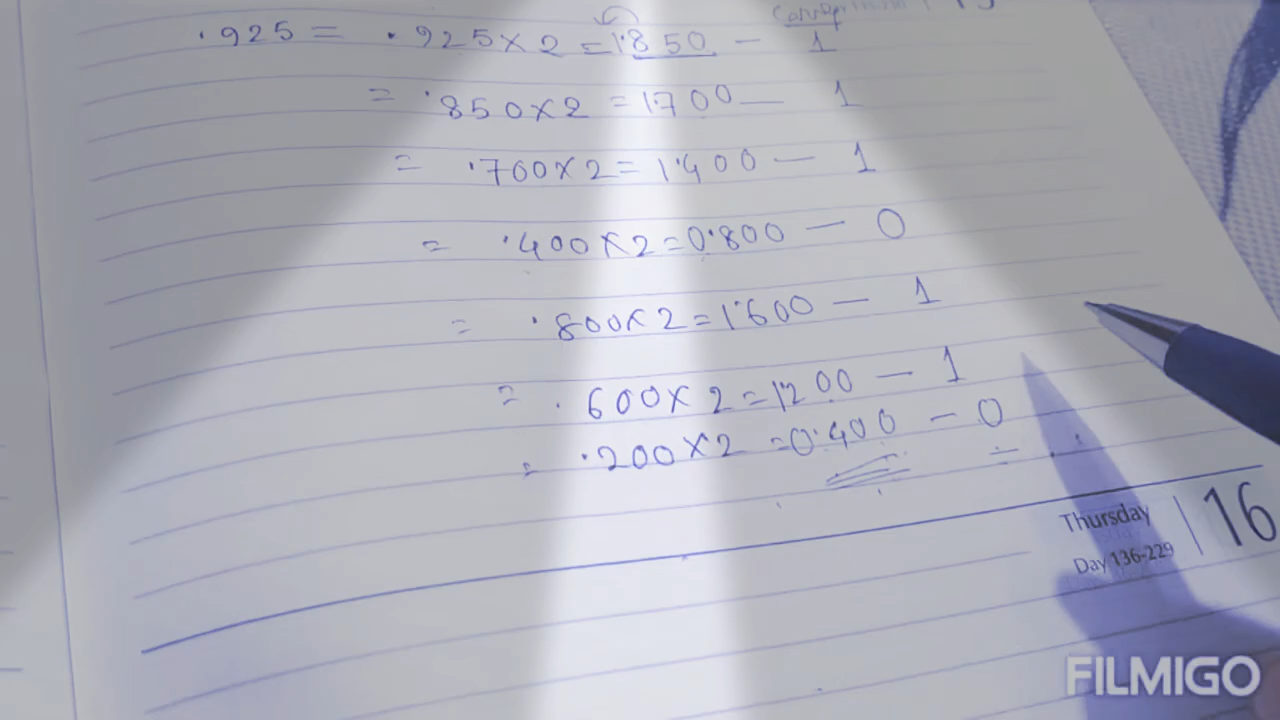 .925 = .925×2 = 1.850 — 1
= .850×2 = 1.700 — 1
= .700×2 = 1.400 — 1
= .400×2 = 0.800 — 0
= .800×2 = 1.600 — 1
= .600×2 = 1.200 — 1
= .200×2 = 0.400 — 0
Thursday | 16
Day 136-229
FILMIGO